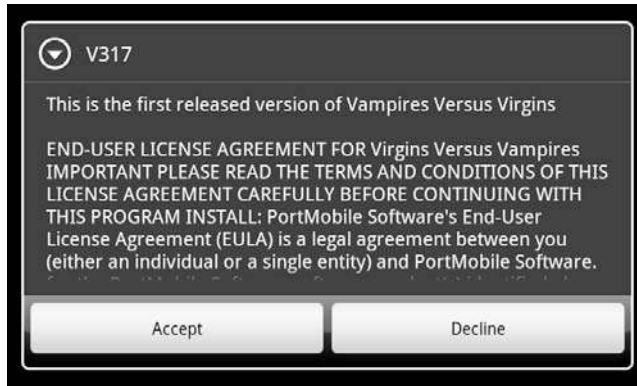 V317
This is the first released version of Vampires Versus Virgins
END-USER LICENSE AGREEMENT FOR Virgins Versus Vampires
IMPORTANT PLEASE READ THE TERMS AND CONDITIONS OF THIS
LICENSE AGREEMENT CAREFULLY BEFORE CONTINUING WITH
THIS PROGRAM INSTALL: PortMobile Software's End-User
License Agreement (EULA) is a legal agreement between you
(either an individual or a single entity) and PortMobile Software.
Accept
Decline